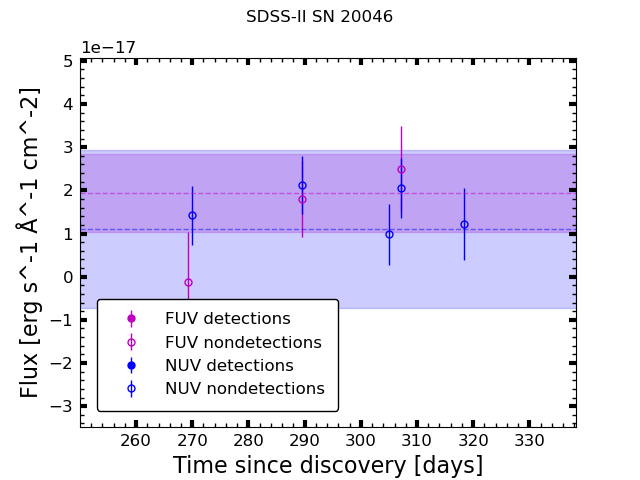 SDSS-II SN 20046
1e−17
5
4
3
2
1
0
−1
−2
−3
Flux [erg s^-1 Å^-1 cm^-2]
FUV detections
FUV nondetections
NUV detections
NUV nondetections
260 270 280 290 300 310 320 330
Time since discovery [days]